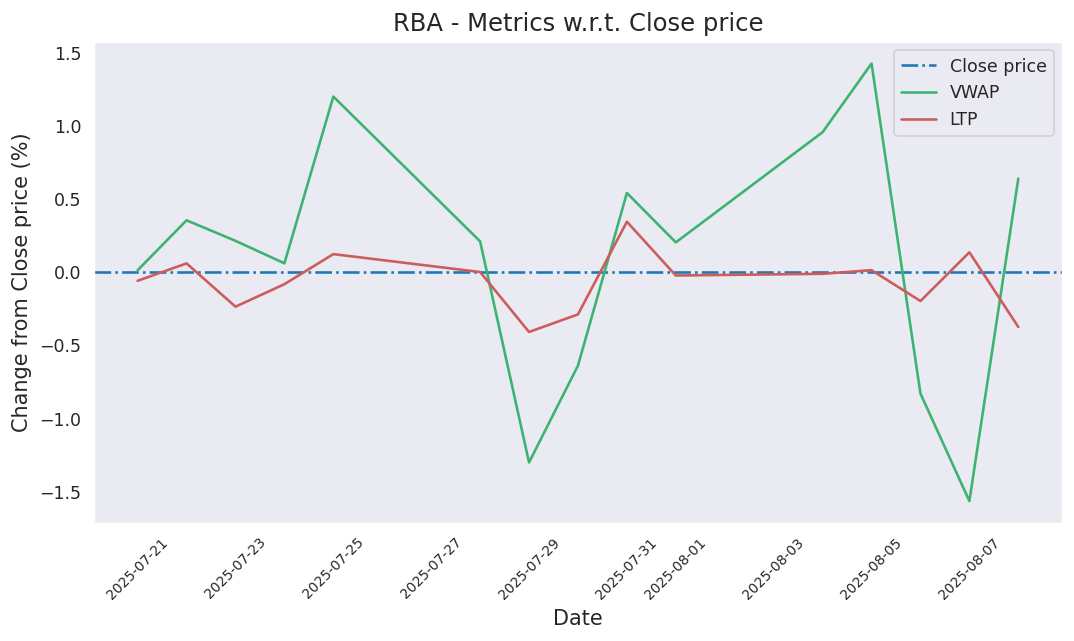 RBA - Metrics w.r.t. Close price
Close price
VWAP
LTP
Change from Close price (%)
1.5
1.0
0.5
0.0
−0.5
−1.0
−1.5
2025-07-21
2025-07-23
2025-07-25
2025-07-27
2025-07-29
2025-07-31
2025-08-01
2025-08-03
2025-08-05
2025-08-07
Date